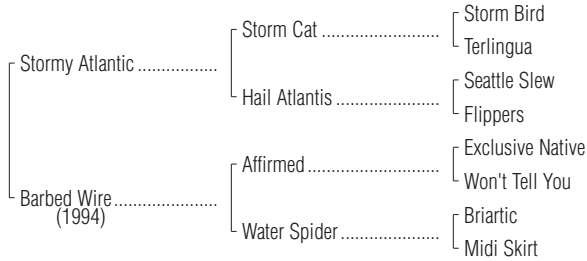 Storm Bird
Storm Cat ..........................
Terlingua
Stormy Atlantic .................
Seattle Slew
Hail Atlantis .......................
Flippers
Exclusive Native
Affirmed .............................
Won't Tell You
Barbed Wire ......................
(1994)
Briartic
Water Spider ......................
Midi Skirt